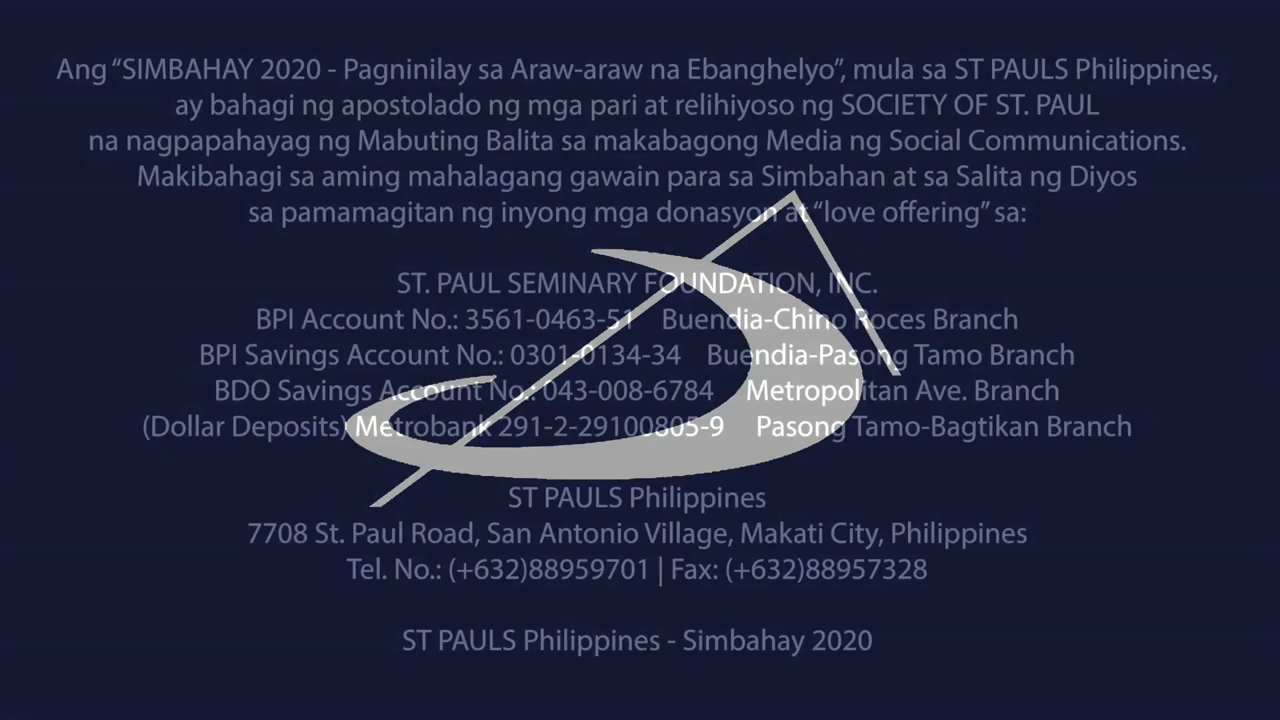 Ang “SIMBAHAY 2020 - Pagninilay sa Araw-araw na Ebanghelyo”, mula sa ST PAULS Philippines,
ay bahagi ng apostolado ng mga pari at relihiyoso ng SOCIETY OF ST. PAUL
na nagpapahayag ng Mabuting Balita sa makabagong Media ng Social Communications.
Makibahagi sa aming mahalagang gawain para sa Simbahan at sa Salita ng Diyos
sa pamamagitan ng inyong mga donasyon at “love offering” sa:
ST. PAUL SEMINARY FOUNDATION, INC.
BPI Account No.: 3561-0463-51 Buendia-Chino Roces Branch
BPI Savings Account No.: 0301-0134-34 Buendia-Pasong Tamo Branch
BDO Savings Account No.: 043-008-6784 Metropolitan Ave. Branch
(Dollar Deposits) Metrobank 291-2-29100805-9 Pasong Tamo-Bagtikan Branch
ST PAULS Philippines
7708 St. Paul Road, San Antonio Village, Makati City, Philippines
Tel. No.: (+632)88959701 | Fax: (+632)88957328
ST PAULS Philippines - Simbahay 2020